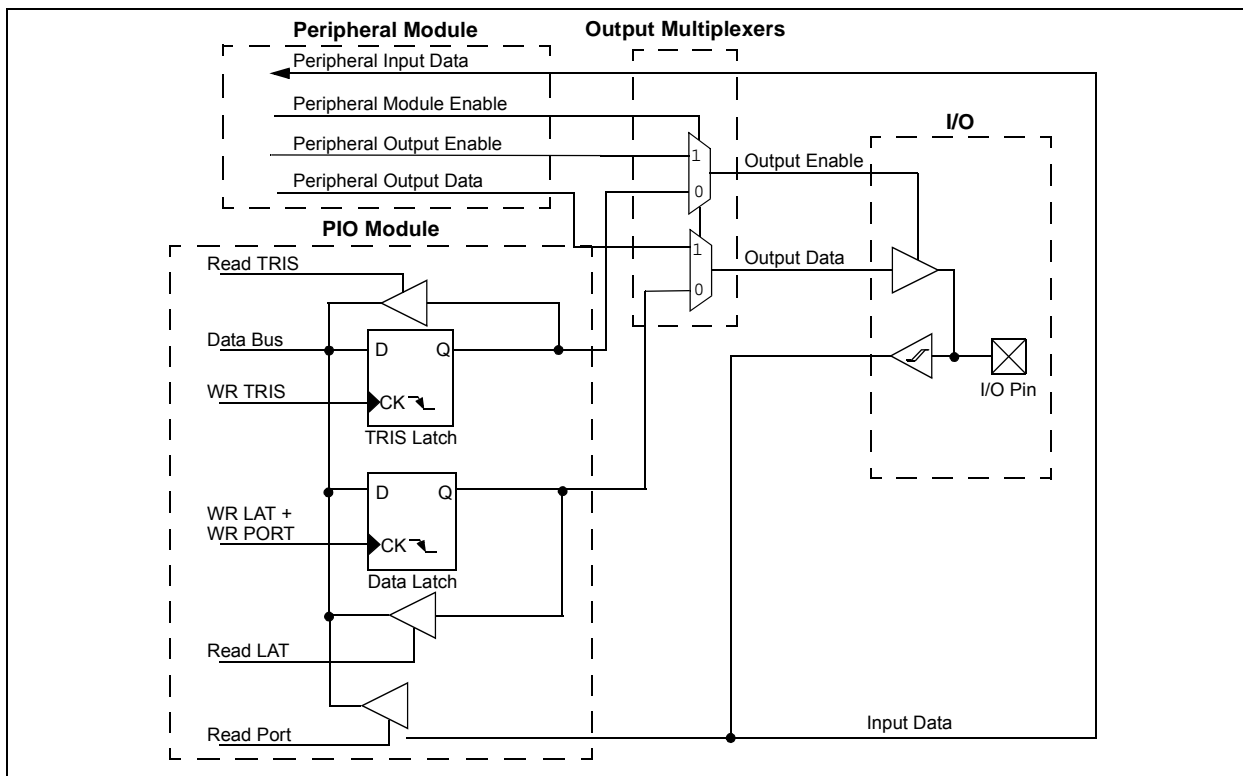 Peripheral Module
Output Multiplexers
Peripheral Input Data
Peripheral Module Enable
Peripheral Output Enable
Peripheral Output Data
1
0
Output Enable
I/O
PIO Module
1
0
Output Data
Read TRIS
Data Bus
D Q
WR TRIS
CK
TRIS Latch
I/O Pin
D Q
WR LAT +
WR PORT
CK
Data Latch
Read LAT
Read Port
Input Data